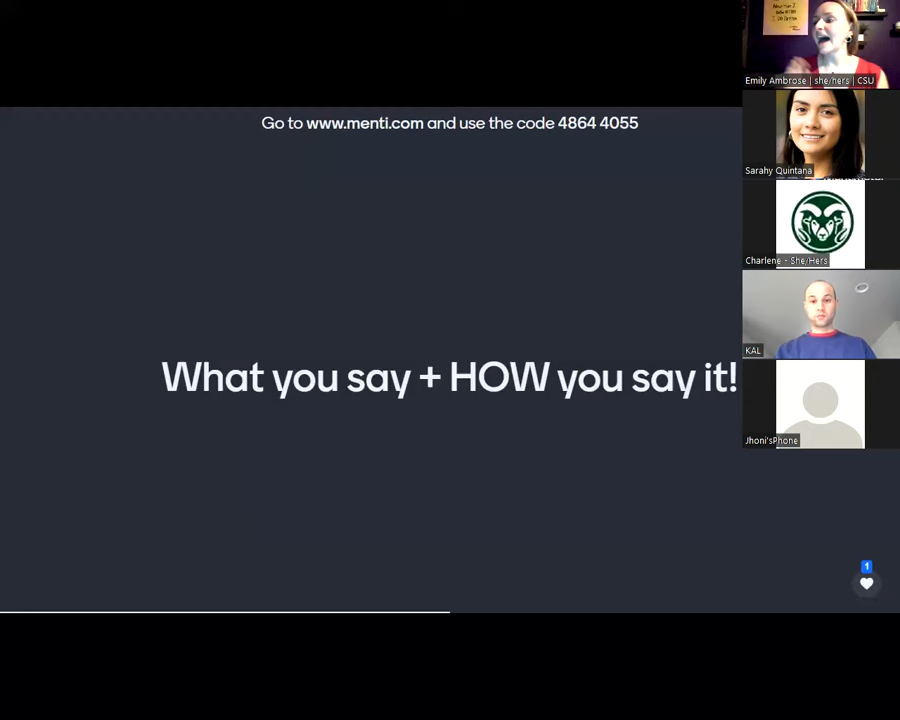 Go to www.menti.com and use the code 4864 4055
What you say + HOW you say it!
Emily Ambrose | she/hers | CSU
Sarahy Quintana
Charlene - She/Hers
KAL
Jhoni'sPhone
1